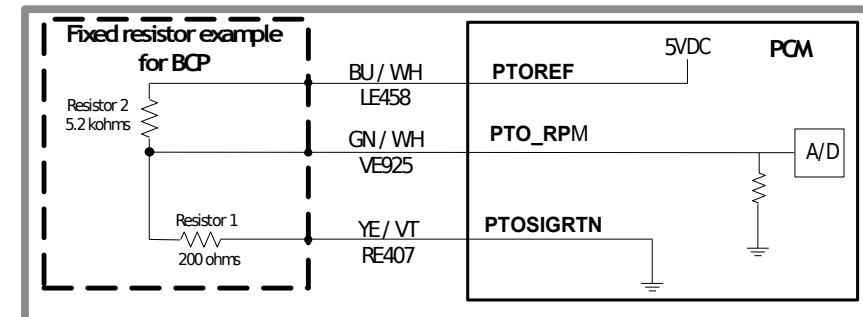 Fixed resistor example
for BCP
Resistor 2
5.2 kohms
Resistor 1
200 ohms
BU / WH
LE458
GN / WH
VE925
YE / VT
RE407
PTOREF
PTO_RPM
PTOSIGRTN
5VDC
PCM
A/D